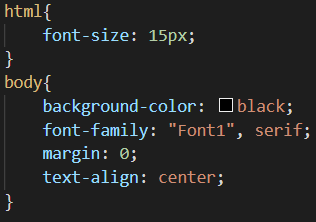 html{
    font-size: 15px;
}
body{
    background-color: black;
    font-family: "Font1", serif;
    margin: 0;
    text-align: center;
}